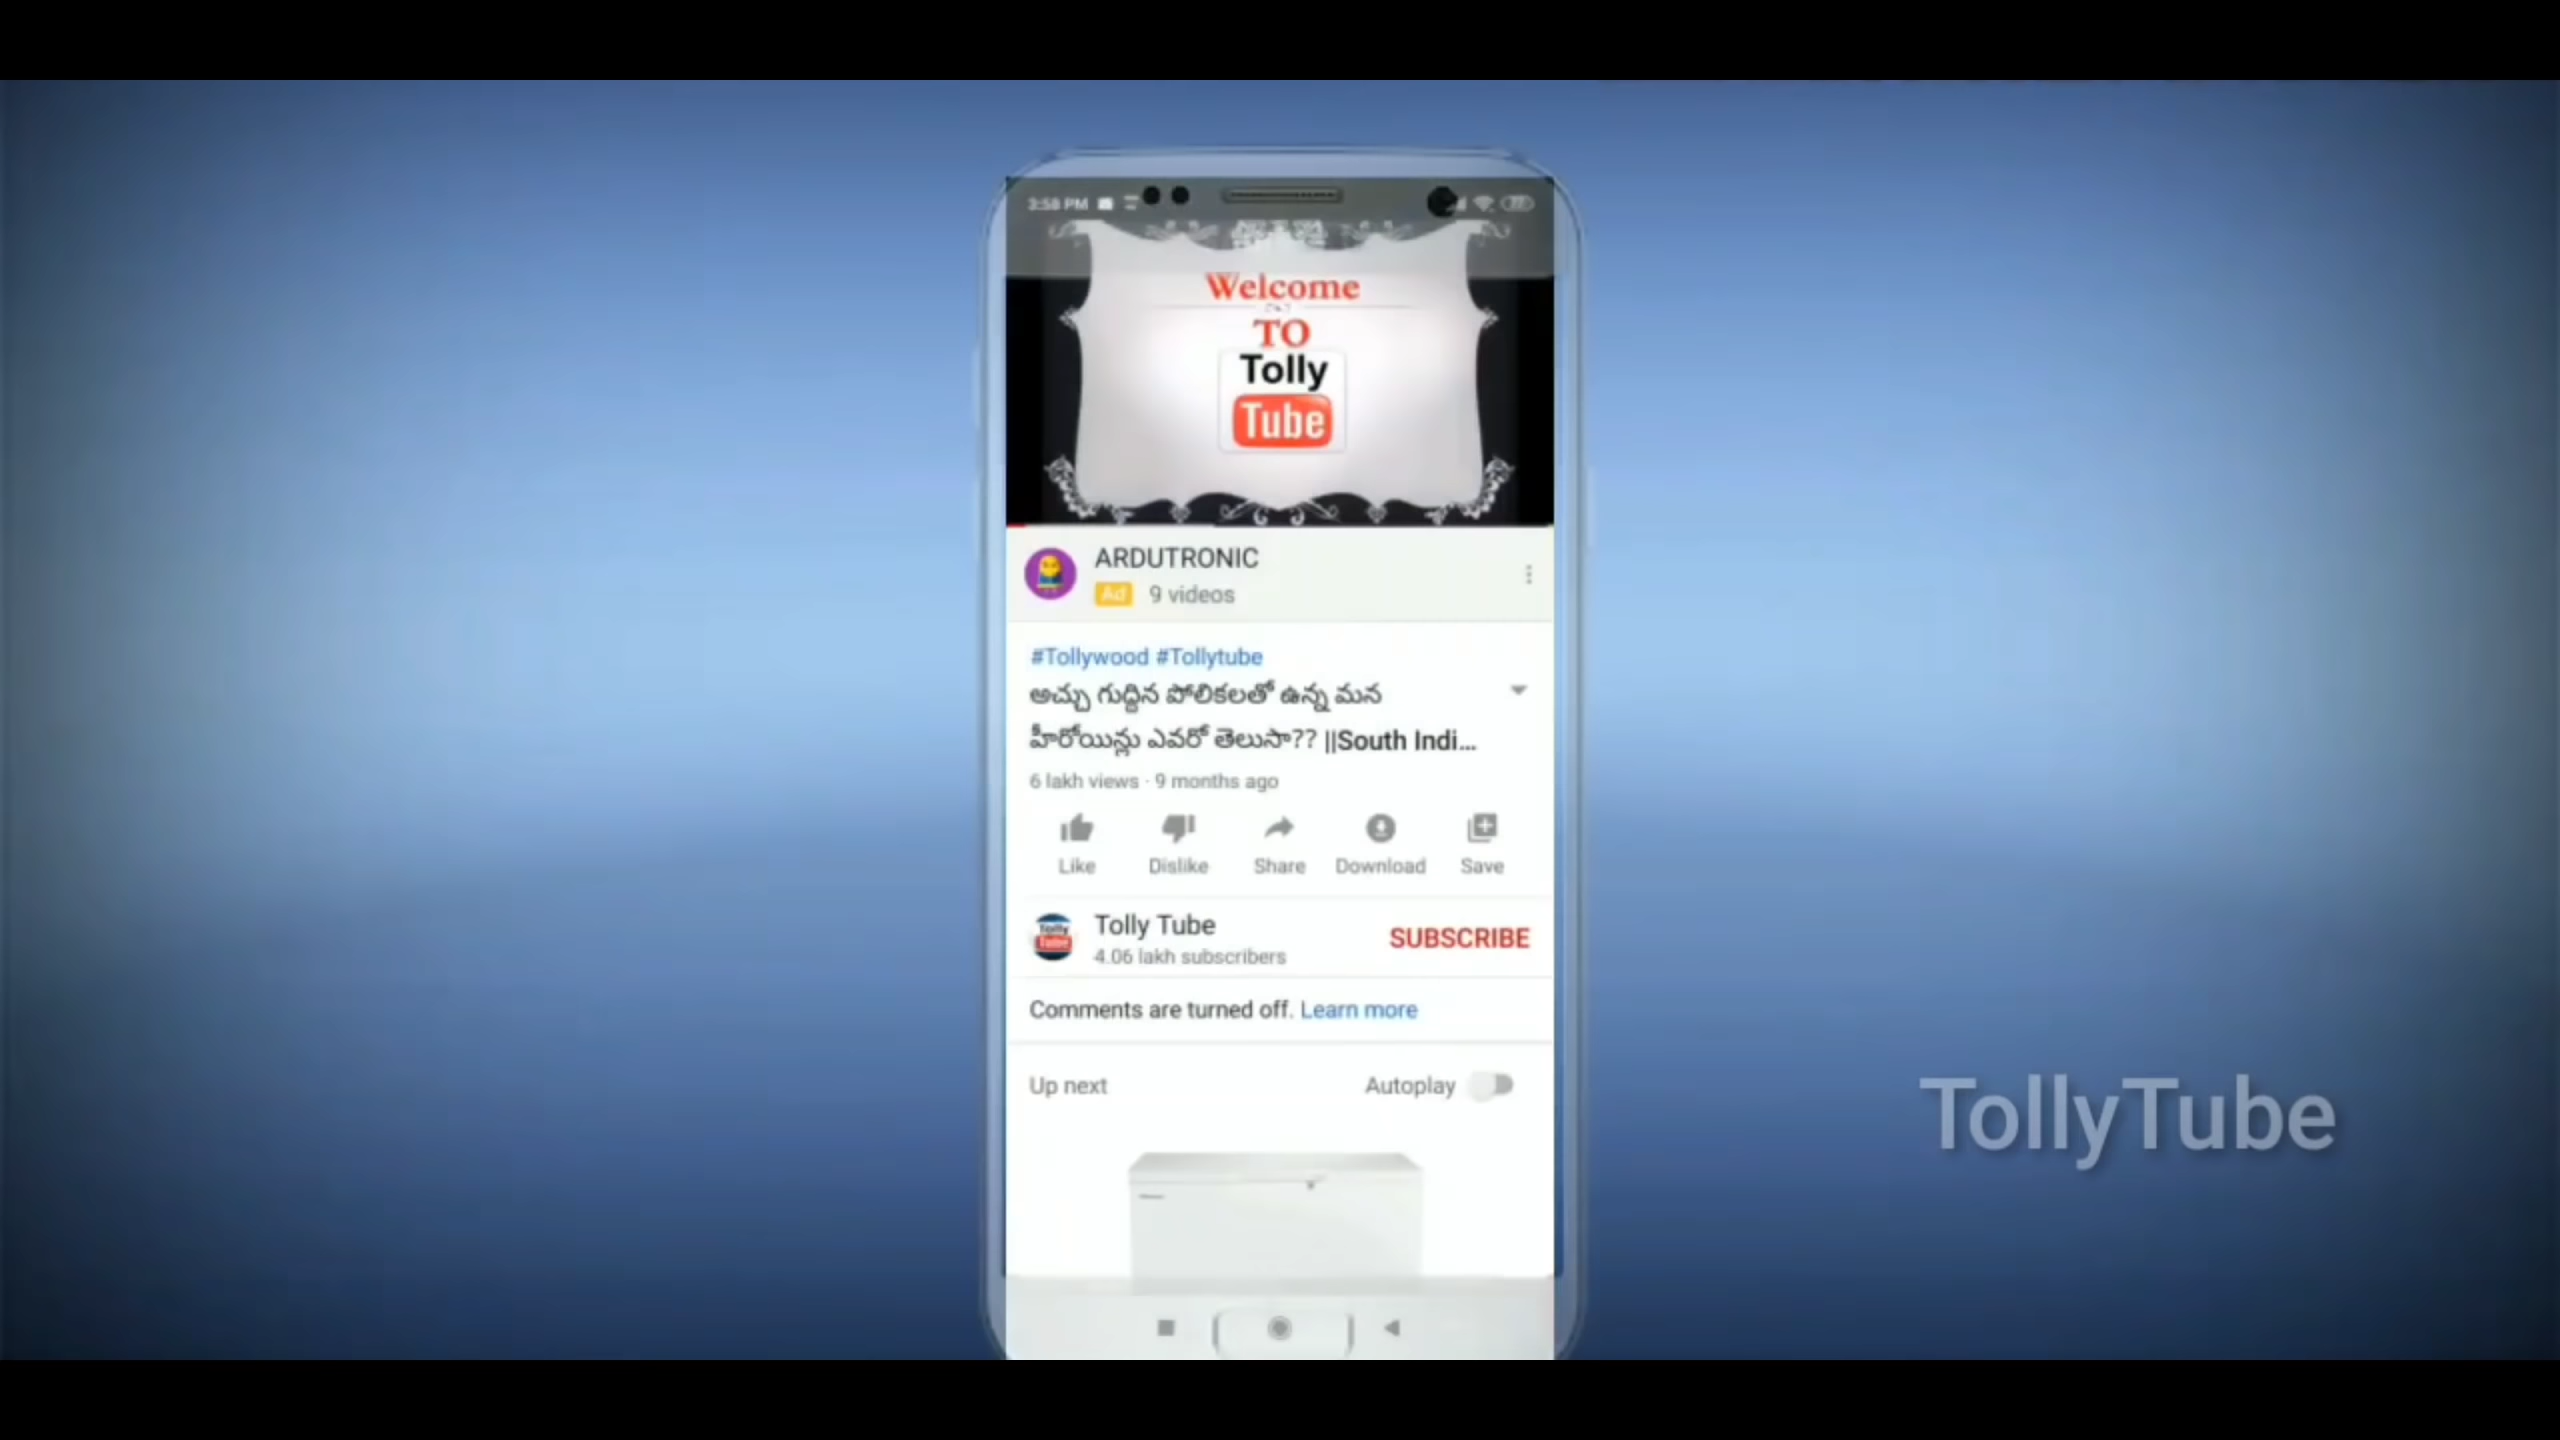 3:58 PM
Welcome
TO
Tolly
Tube
ARDUTRONIC
Ad 9 videos
#Tollywood #Tollytube
అచ్చు గుద్దిన పోలికలతో ఉన్న మన
హీరోయిన్లు ఎవరో తెలుసా?? ||South Indi...
6 lakh views · 9 months ago
Like Dislike Share Download Save
Tolly
Tube
Tolly Tube
4.06 lakh subscribers
SUBSCRIBE
Comments are turned off. Learn more
Up next Autoplay
TollyTube